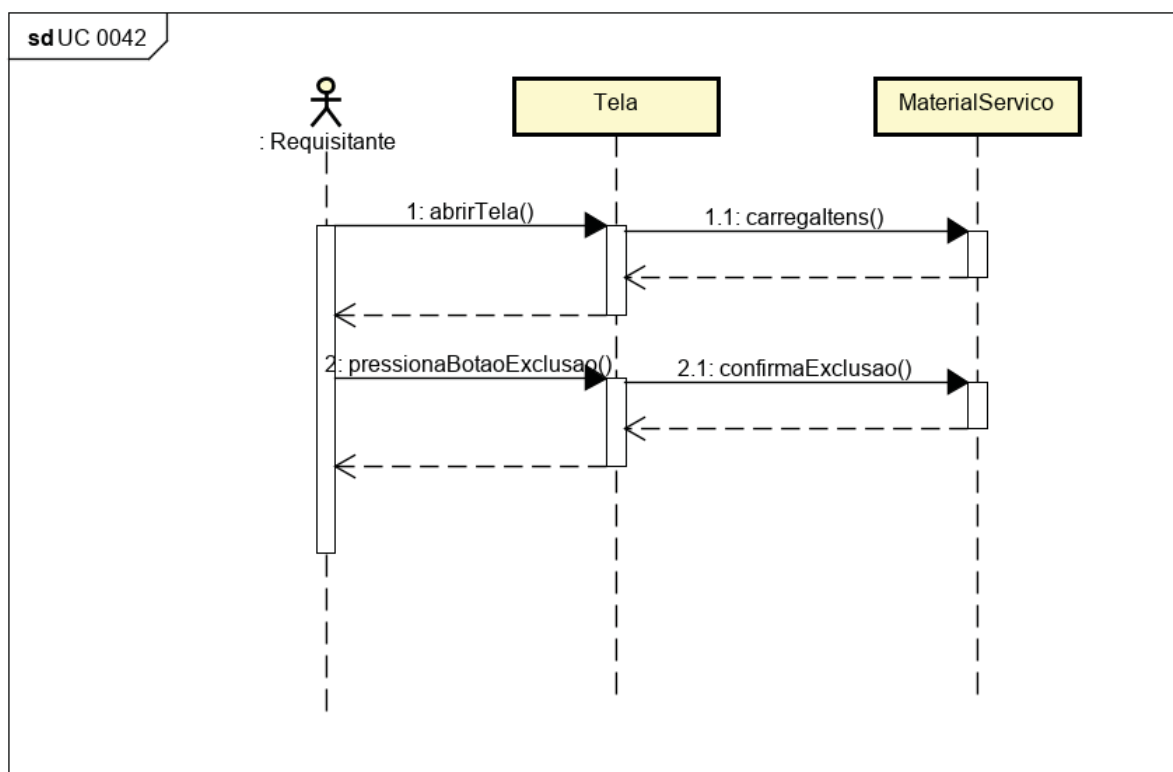 sd UC 0042
Tela
MaterialServico
: Requisitante
1: abrirTela()
1.1: carregaItens()
2: pressionaBotaoExclusao()
2.1: confirmaExclusao()